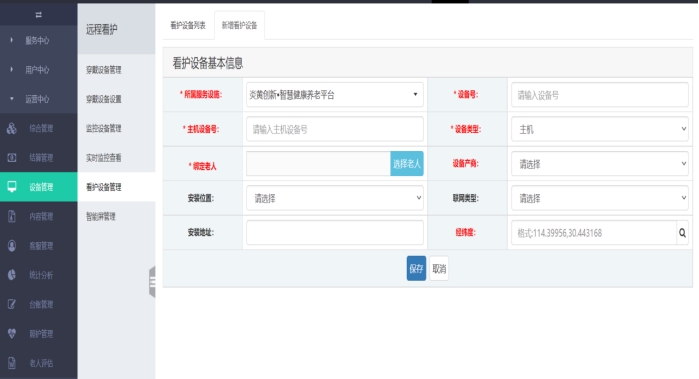 服务中心
用户中心
运营中心
综合管理
结算管理
设备管理
内容管理
客服管理
统计分析
台帐管理
照护管理
老人评估
远程看护
穿戴设备管理
穿戴设备设置
监控设备管理
实时监控查看
看护设备管理
智能屏管理
看护设备列表 新增看护设备
看护设备基本信息
* 所属服务设施: 炎黄创新•智慧健康养老平台 * 设备号: 请输入设备号
* 主机设备号: 请输入主机设备号 * 设备类型: 主机
* 绑定老人 选择老人 设备产商: 请选择
安装位置: 请选择 联网类型: 请选择
安装地址: 经纬度: 格式:114.39956,30.443168
保存 取消